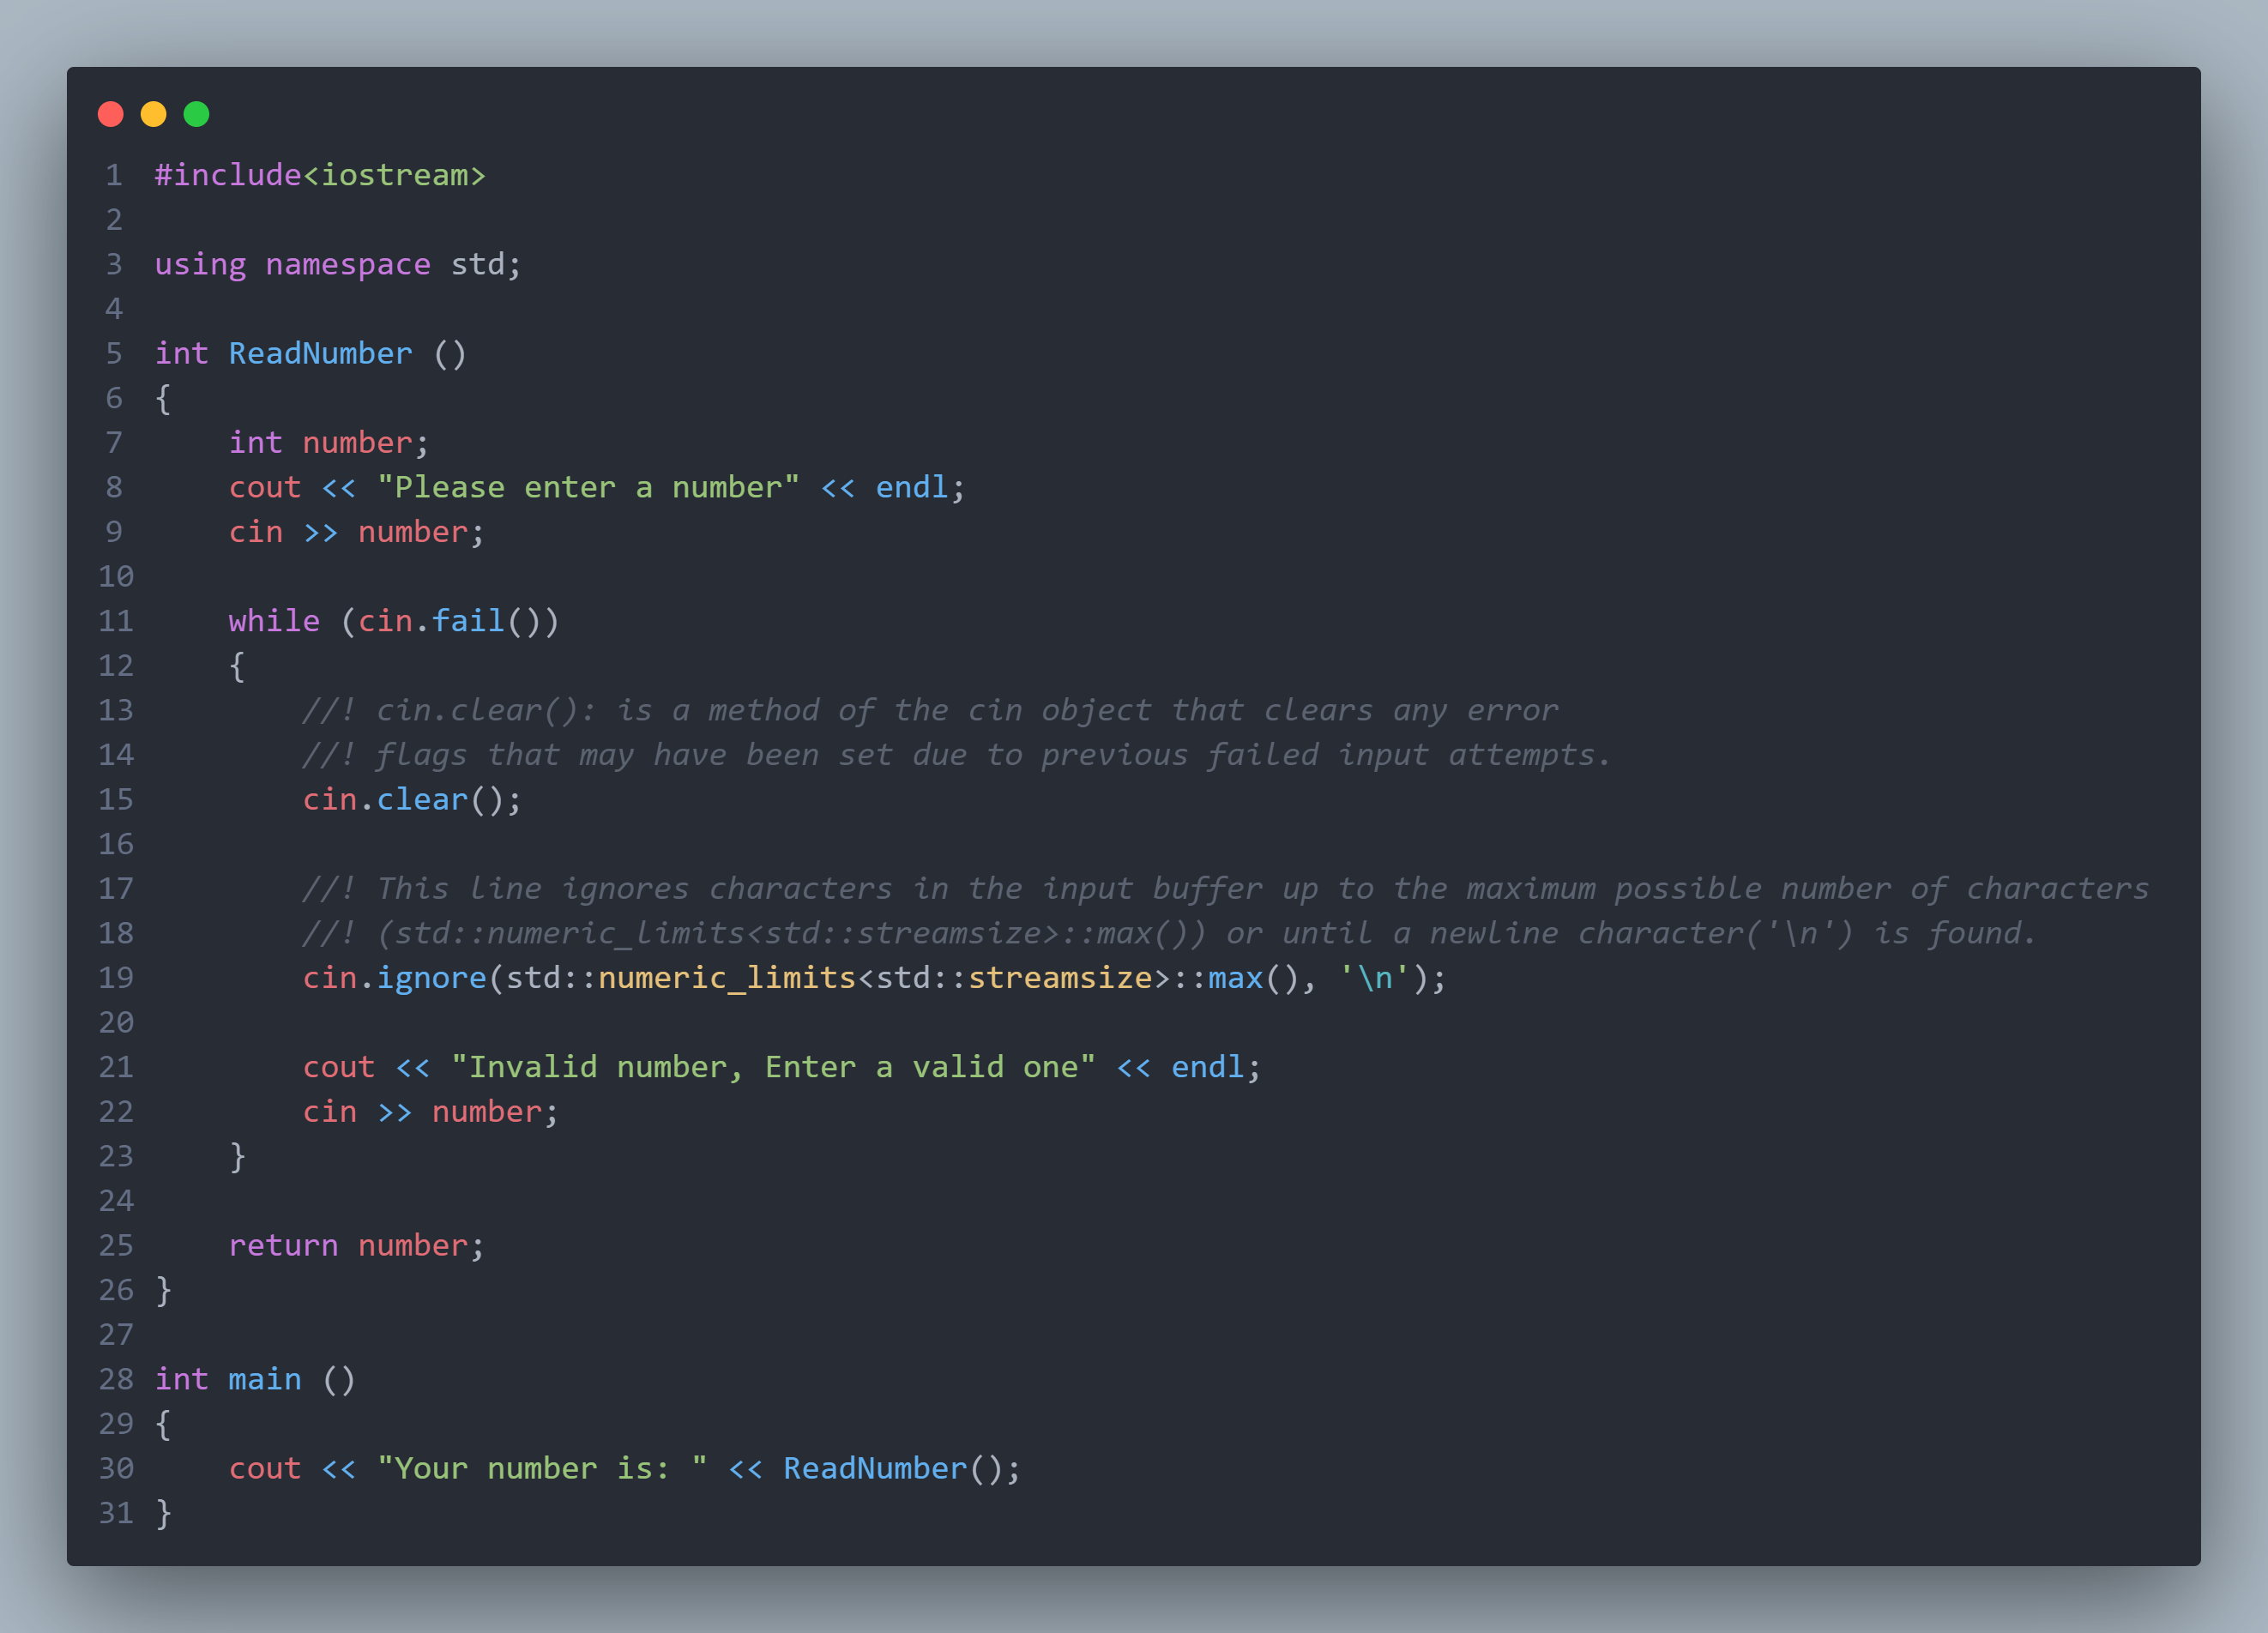 1 #include<iostream>
2
3 using namespace std;
4
5 int ReadNumber ()
6 {
7     int number;
8     cout << "Please enter a number" << endl;
9     cin >> number;
10
11     while (cin.fail())
12     {
13         //! cin.clear(): is a method of the cin object that clears any error
14         //! flags that may have been set due to previous failed input attempts.
15         cin.clear();
16
17         //! This line ignores characters in the input buffer up to the maximum possible number of characters
18         //! (std::numeric_limits<std::streamsize>::max()) or until a newline character('\n') is found.
19         cin.ignore(std::numeric_limits<std::streamsize>::max(), '\n');
20
21         cout << "Invalid number, Enter a valid one" << endl;
22         cin >> number;
23     }
24
25     return number;
26 }
27
28 int main ()
29 {
30     cout << "Your number is: " << ReadNumber();
31 }